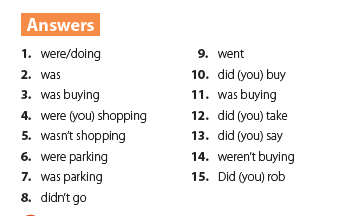 Answers
1. were/doing
2. was
3. was buying
4. were (you) shopping
5. wasn't shopping
6. were parking
7. was parking
8. didn't go
9. went
10. did (you) buy
11. was buying
12. did (you) take
13. did (you) say
14. weren't buying
15. Did (you) rob